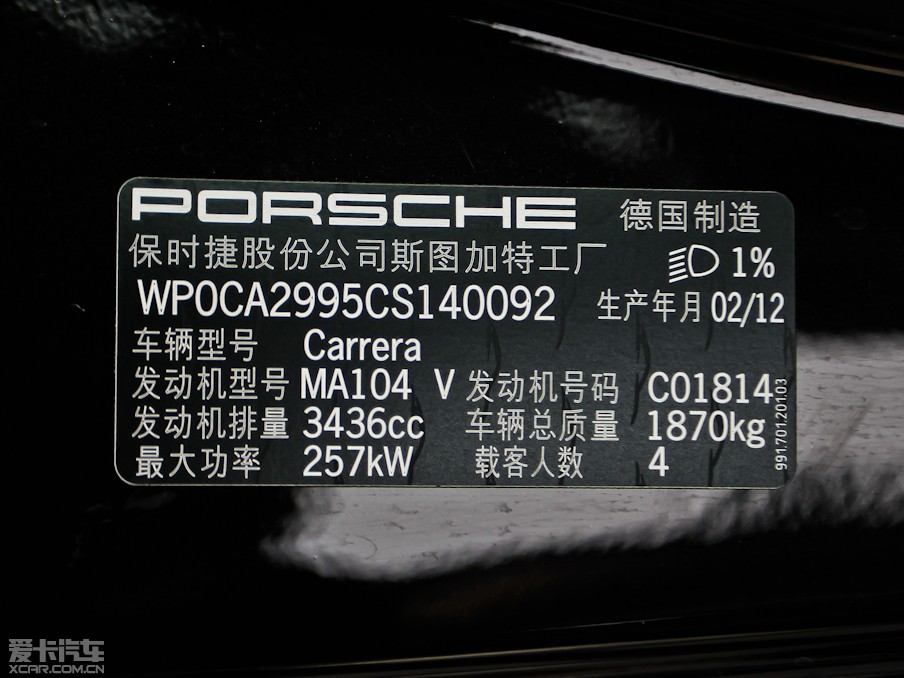 PORSCHE 德国制造
保时捷股份公司斯图加特工厂 1%
WP0CA2995CS140092 生产年月 02/12
车辆型号 Carrera
发动机型号 MA104 V 发动机号码 C01814
发动机排量 3436cc 车辆总质量 1870kg
最大功率 257kW 载客人数 4
991.701.201.03
爱卡汽车
XCAR.COM.CN